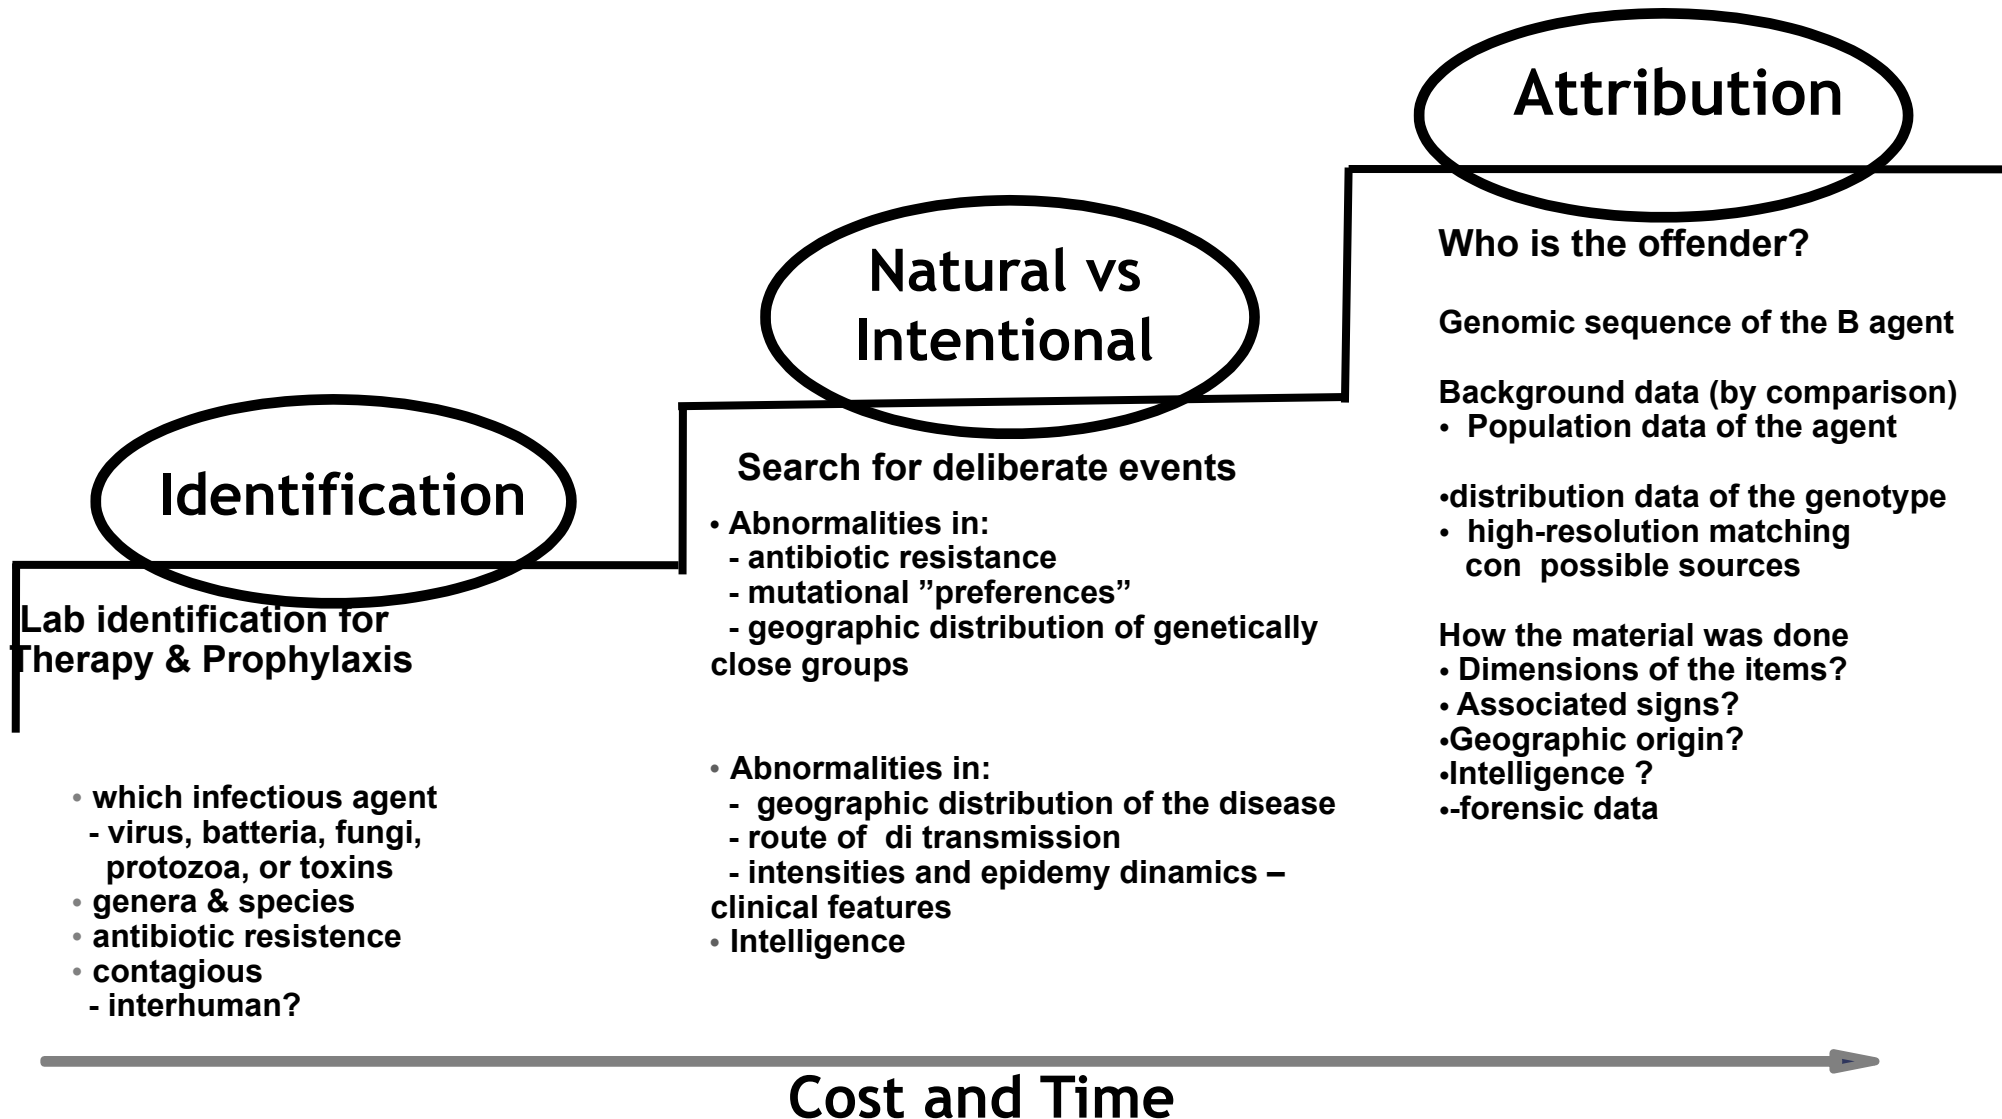 Identification
Lab identification for
Therapy & Prophylaxis
• which infectious agent
- virus, batteria, fungi,
protozoa, or toxins
• genera & species
• antibiotic resistence
• contagious
- interhuman?
Natural vs
Intentional
Search for deliberate events
• Abnormalities in:
- antibiotic resistance
- mutational ”preferences”
- geographic distribution of genetically
close groups
• Abnormalities in:
- geographic distribution of the disease
- route of di transmission
- intensities and epidemy dinamics –
clinical features
• Intelligence
Attribution
Who is the offender?
Genomic sequence of the B agent
Background data (by comparison)
• Population data of the agent
•distribution data of the genotype
• high-resolution matching
con possible sources
How the material was done
• Dimensions of the items?
• Associated signs?
•Geographic origin?
•Intelligence ?
•-forensic data
Cost and Time